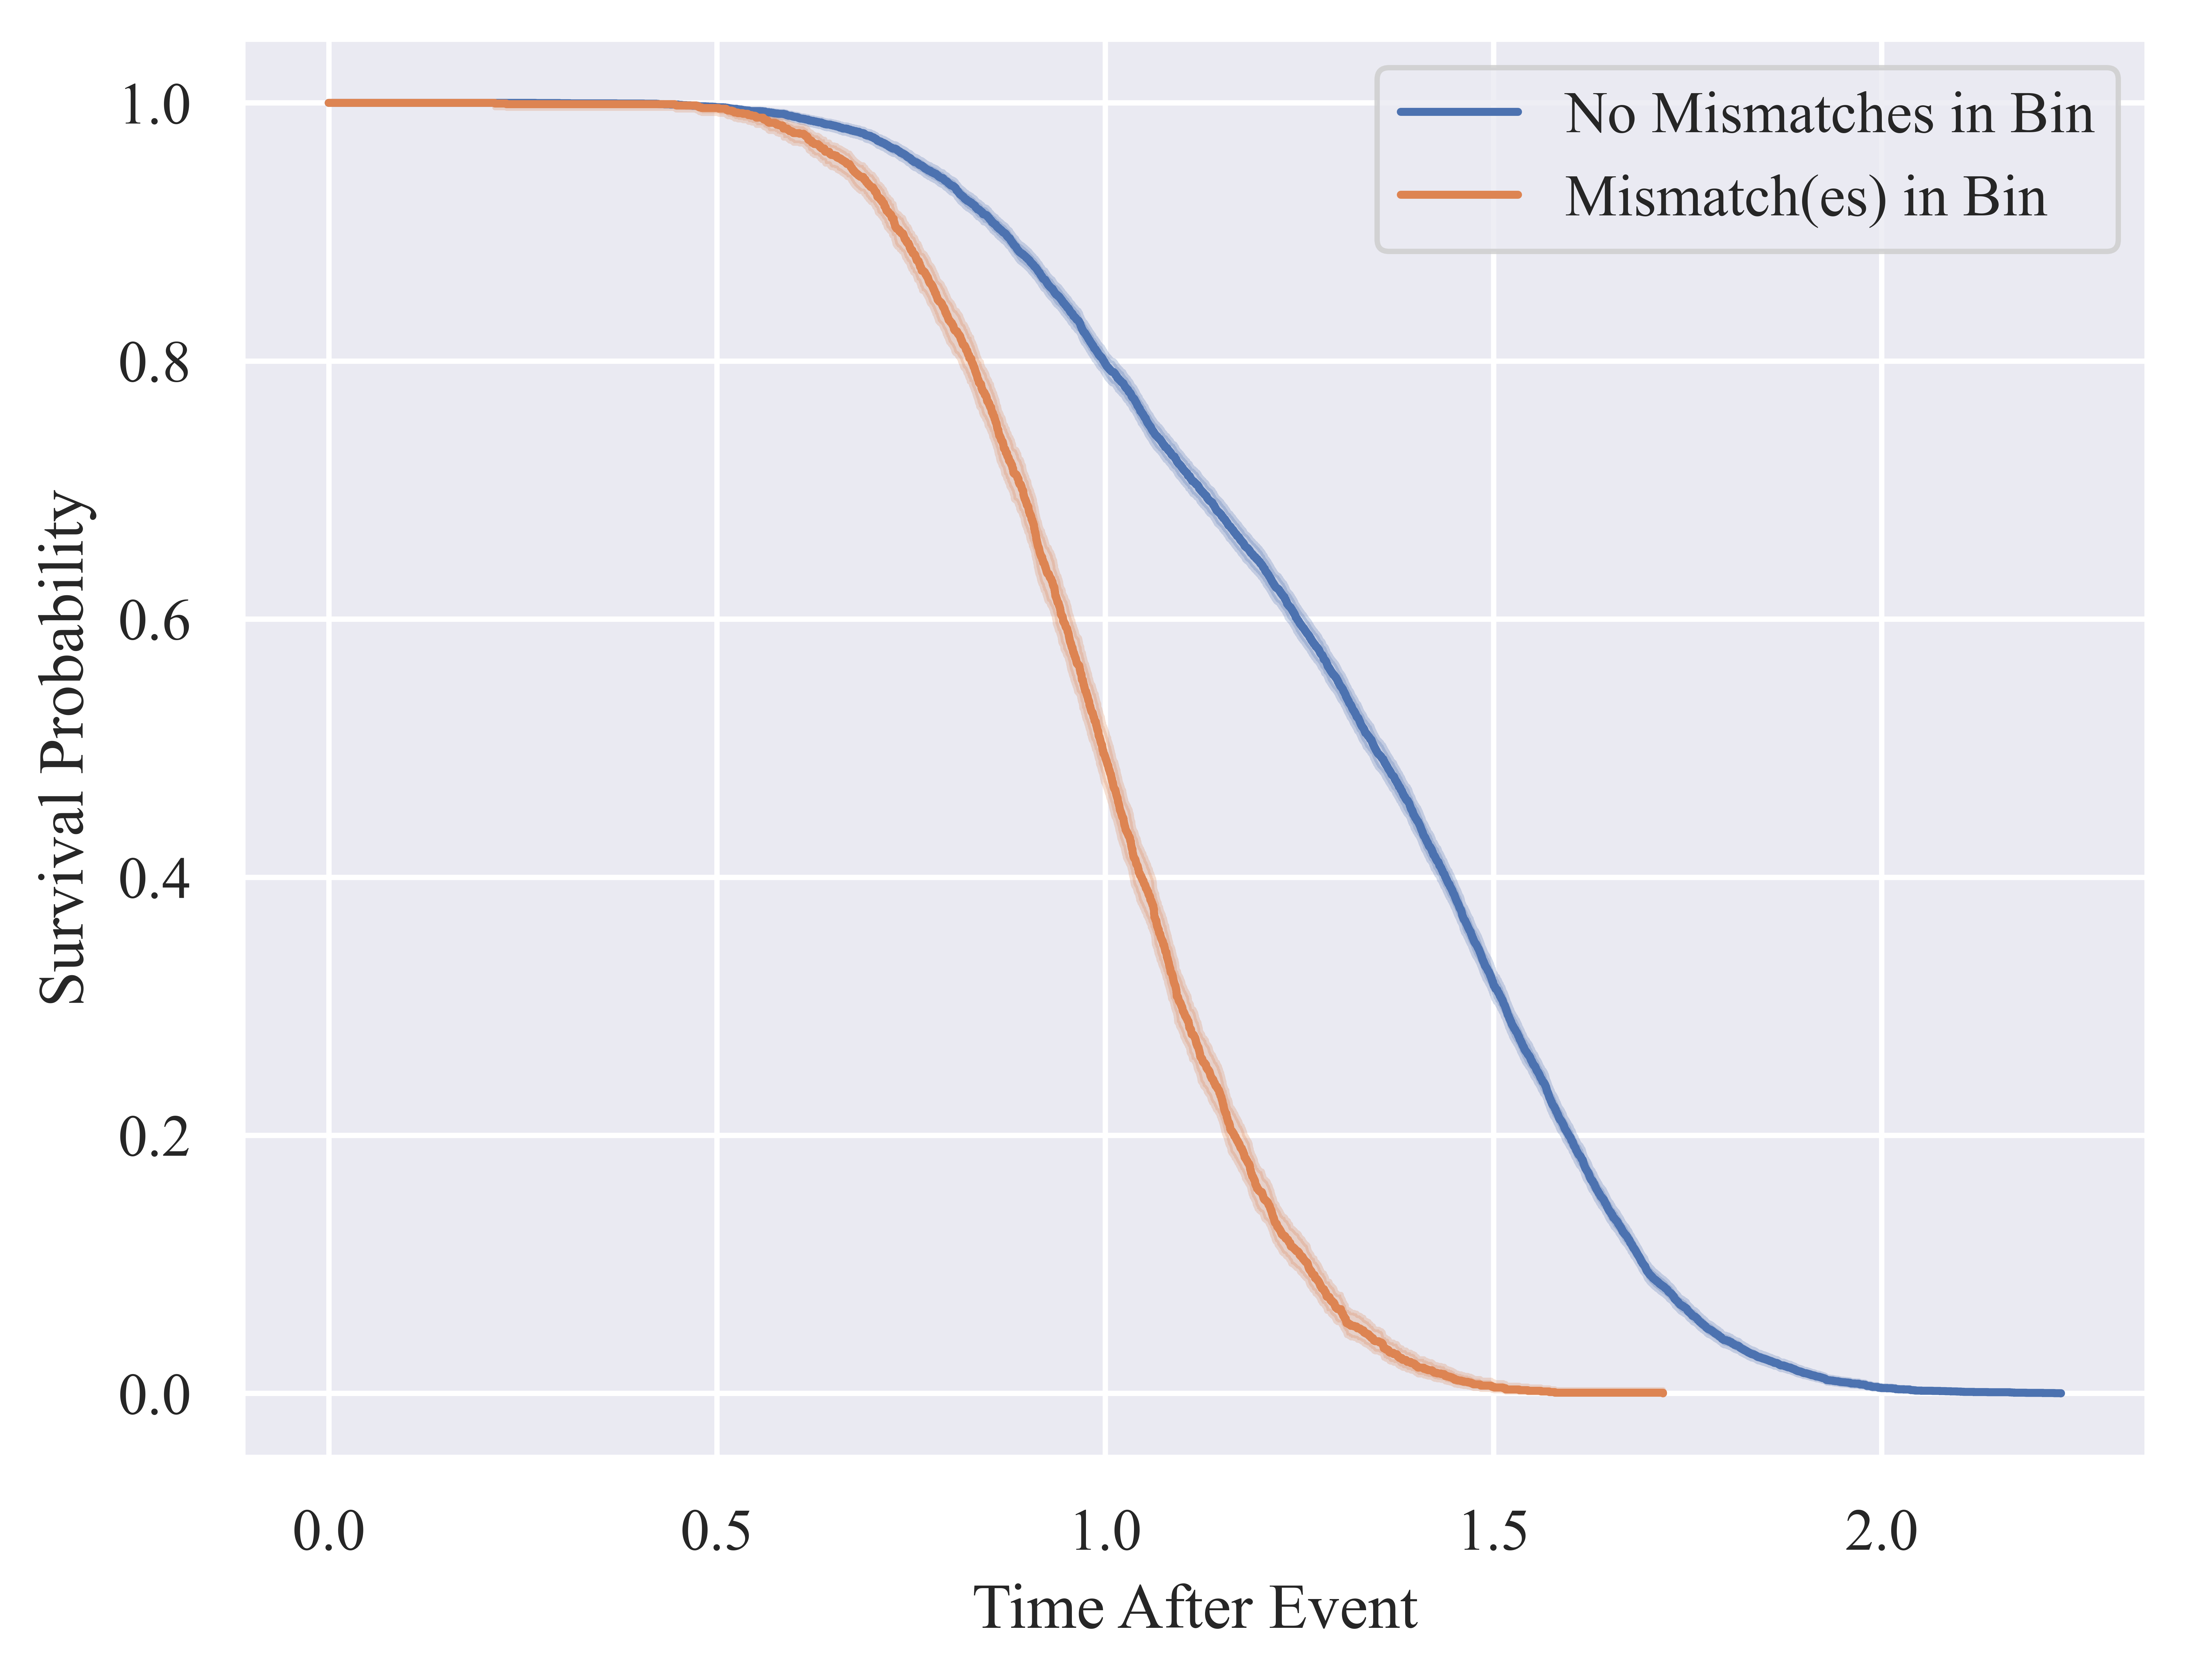 No Mismatches in Bin
Mismatch(es) in Bin
1.0
0.8
0.6
0.4
0.2
0.0
Survival Probability
0.0 0.5 1.0 1.5 2.0
Time After Event